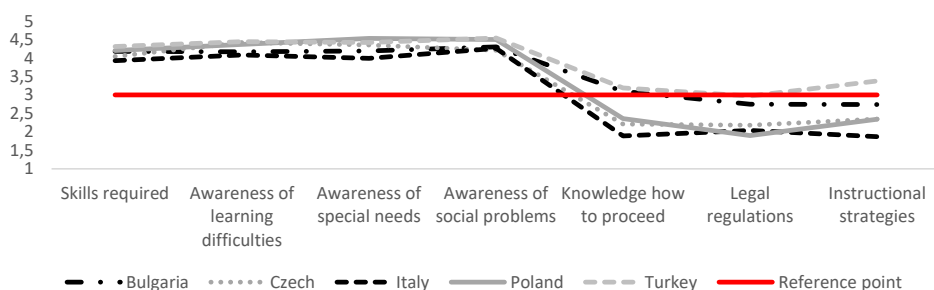 5
4,5
4
3,5
3
2,5
2
1,5
1
Skills required Awareness of Awareness of Awareness of Knowledge how Legal Instructional
learning special needs social problems to proceed regulations strategies
difficulties
Bulgaria Czech Italy Poland Turkey Reference point